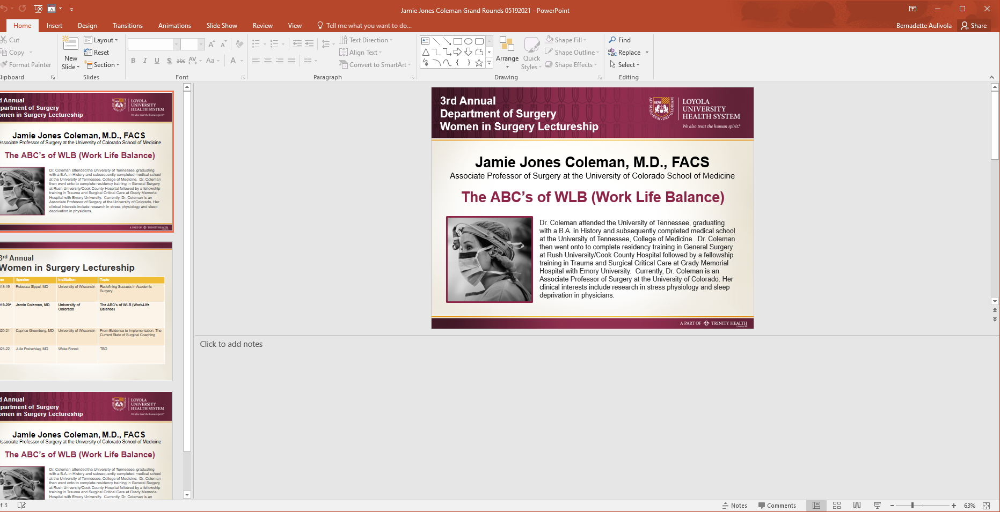 Jamie Jones Coleman Grand Rounds 05192021 - PowerPoint
Home Insert Design Transitions Animations Slide Show Review View Tell me what you want to do...
Bernadette Aulivola Share
Cut
Copy
Format Painter
lipboard
New
Slide
Layout
Reset
Section
Slides
B I U S abc AV Aa A
Font
Text Direction
Align Text
Convert to SmartArt
Paragraph
Arrange
Quick
Styles
Shape Fill
Shape Outline
Shape Effects
Drawing
Find
Replace
Select
Editing
d Annual
partment of Surgery
omen in Surgery Lectureship
LOYOLA
UNIVERSITY
HEALTH SYSTEM
We also treat the human spirit.®
Jamie Jones Coleman, M.D., FACS
Associate Professor of Surgery at the University of Colorado School of Medicine
The ABC's of WLB (Work Life Balance)
Dr. Coleman attended the University of Tennessee, graduating
with a B.A. in History and subsequently completed medical school
at the University of Tennessee, College of Medicine. Dr. Coleman
then went onto to complete residency training in General Surgery
at Rush University/Cook County Hospital followed by a fellowship
training in Trauma and Surgical Critical Care at Grady Memorial
Hospital with Emory University. Currently, Dr. Coleman is an
Associate Professor of Surgery at the University of Colorado. Her
clinical interests include research in stress physiology and sleep
deprivation in physicians.
A PART OF TRINITY HEALTH
3rd Annual
Women in Surgery Lectureship
ar Speaker Institution Topic
018-19 Rebecca Sippel, MD University of Wisconsin Redefining Success in Academic
Surgery
019-20* Jamie Coleman, MD University of The ABC's of WLB (Work-Life
Colorado Balance)
020-21 Caprice Greenberg, MD University of Wisconsin From Evidence to Implementation: The
Current State of Surgical Coaching
021-22 Julie Freischlag, MD Wake Forest TBD
d Annual
partment of Surgery
omen in Surgery Lectureship
LOYOLA
UNIVERSITY
HEALTH SYSTEM
We also treat the human spirit.®
Jamie Jones Coleman, M.D., FACS
Associate Professor of Surgery at the University of Colorado School of Medicine
The ABC's of WLB (Work Life Balance)
Dr. Coleman attended the University of Tennessee, graduating
with a B.A. in History and subsequently completed medical school
at the University of Tennessee, College of Medicine. Dr. Coleman
then went onto to complete residency training in General Surgery
at Rush University/Cook County Hospital followed by a fellowship
training in Trauma and Surgical Critical Care at Grady Memorial
Hospital with Emory University. Currently, Dr. Coleman is an
3rd Annual
Department of Surgery
Women in Surgery Lectureship
1870
AD MAJOREM DEI GLORIAM
LOYOLA
UNIVERSITY
HEALTH SYSTEM
We also treat the human spirit.®
Jamie Jones Coleman, M.D., FACS
Associate Professor of Surgery at the University of Colorado School of Medicine
The ABC's of WLB (Work Life Balance)
Dr. Coleman attended the University of Tennessee, graduating
with a B.A. in History and subsequently completed medical school
at the University of Tennessee, College of Medicine. Dr. Coleman
then went onto to complete residency training in General Surgery
at Rush University/Cook County Hospital followed by a fellowship
training in Trauma and Surgical Critical Care at Grady Memorial
Hospital with Emory University. Currently, Dr. Coleman is an
Associate Professor of Surgery at the University of Colorado. Her
clinical interests include research in stress physiology and sleep
deprivation in physicians.
A PART OF TRINITY HEALTH
Click to add notes
of 3
Notes Comments 63%